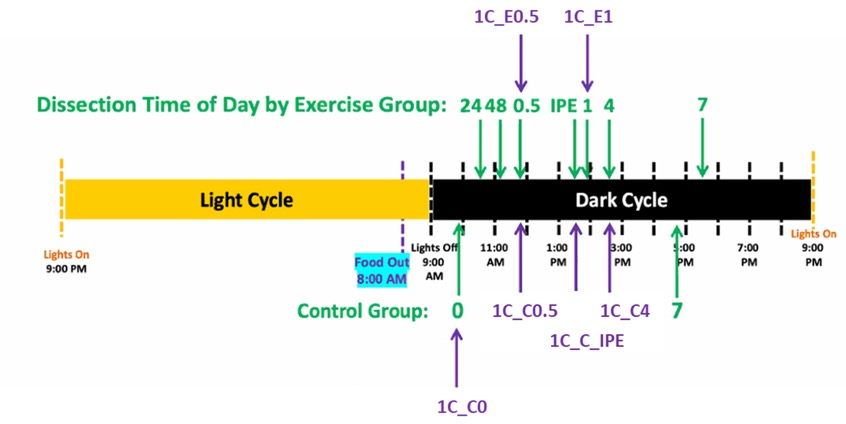 1C_E0.5 1C_E1
Dissection Time of Day by Exercise Group: 24 48 0.5 IPE 1 4 7
Light Cycle Dark Cycle
Lights On
9:00 PM
Food Out
8:00 AM
Lights Off
9:00
AM
11:00
AM
1:00
PM
3:00
PM
5:00
PM
7:00
PM
Lights On
9:00
PM
Control Group: 0 1C_C0.5 1C_C4 7
1C_C_IPE
1C_C0